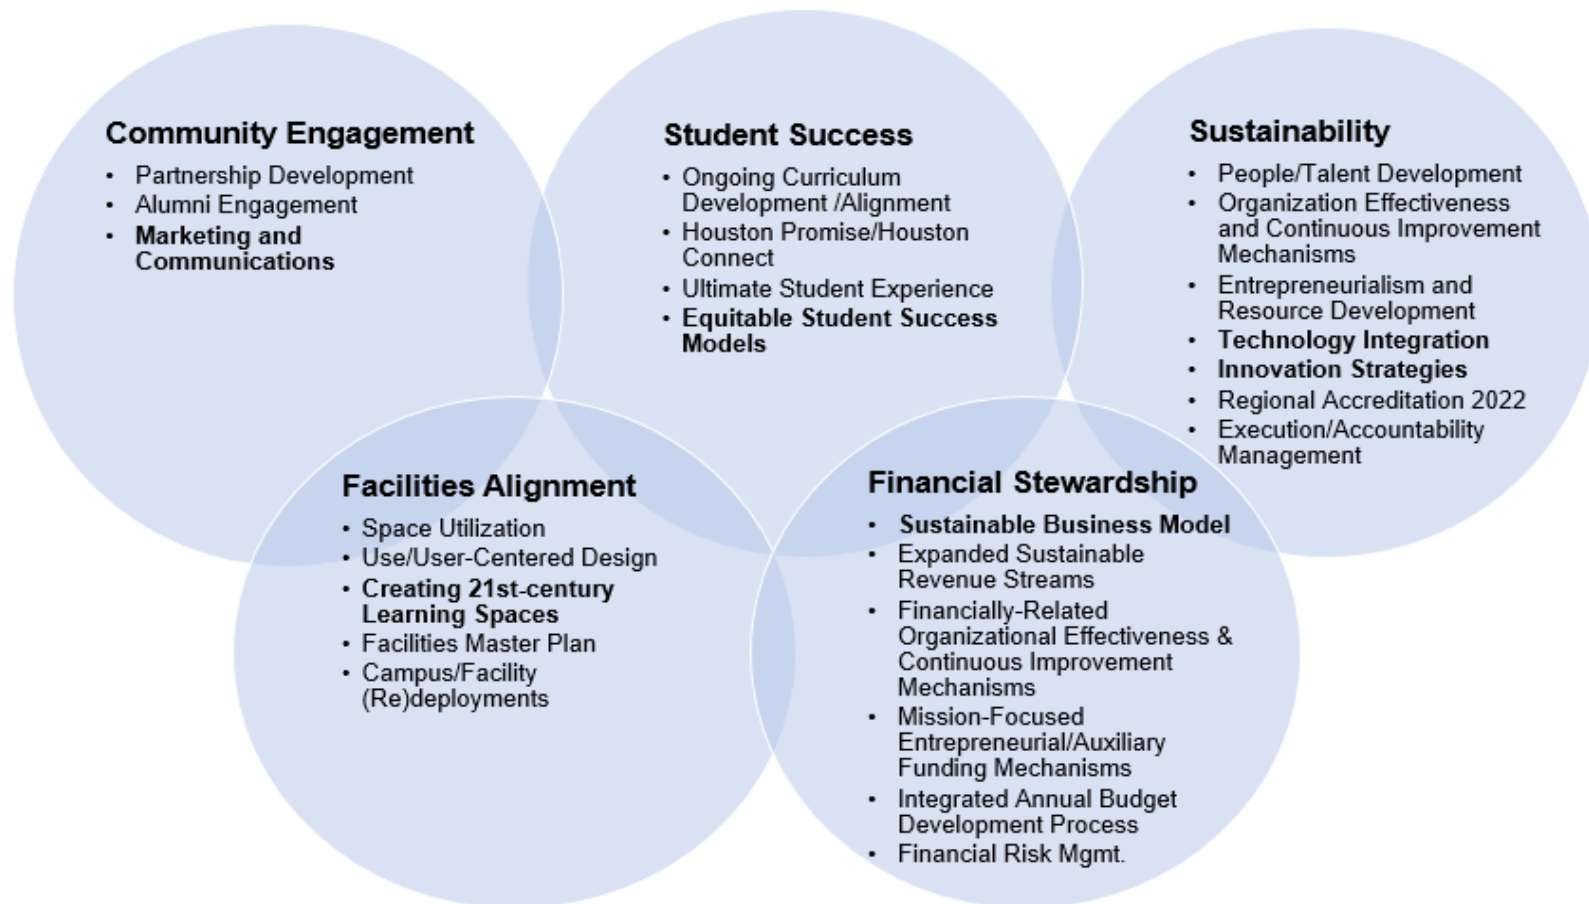 Community Engagement
• Partnership Development
• Alumni Engagement
• Marketing and
Communications
Student Success
• Ongoing Curriculum
Development /Alignment
• Houston Promise/Houston
Connect
• Ultimate Student Experience
• Equitable Student Success
Models
Sustainability
• People/Talent Development
• Organization Effectiveness
and Continuous Improvement
Mechanisms
• Entrepreneurialism and
Resource Development
• Technology Integration
• Innovation Strategies
• Regional Accreditation 2022
• Execution/Accountability
Management
Facilities Alignment
• Space Utilization
• Use/User-Centered Design
• Creating 21st-century
Learning Spaces
• Facilities Master Plan
• Campus/Facility
(Re)deployments
Financial Stewardship
• Sustainable Business Model
• Expanded Sustainable
Revenue Streams
• Financially-Related
Organizational Effectiveness &
Continuous Improvement
Mechanisms
• Mission-Focused
Entrepreneurial/Auxiliary
Funding Mechanisms
• Integrated Annual Budget
Development Process
• Financial Risk Mgmt.